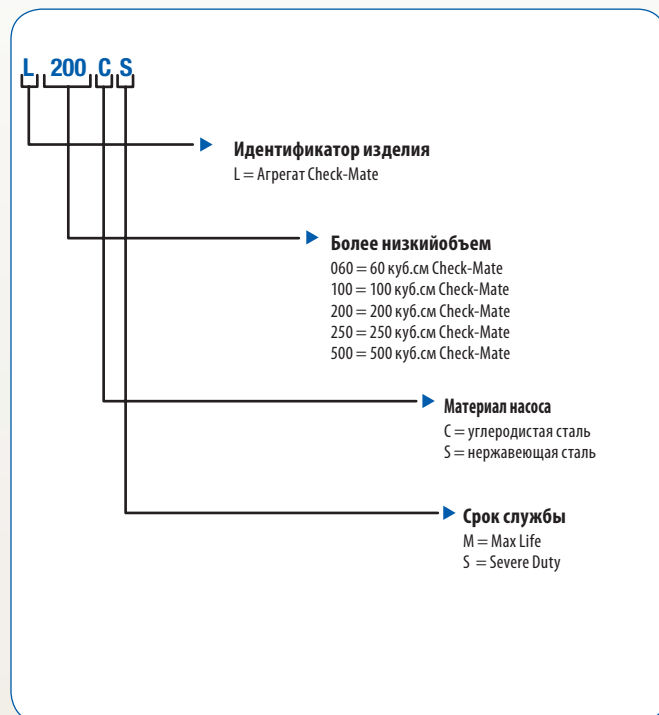 L 200 C S
Идентификатор изделия
L = Агрегат Check-Mate
Более низкийобъем
060 = 60 куб.см Check-Mate
100 = 100 куб.см Check-Mate
200 = 200 куб.см Check-Mate
250 = 250 куб.см Check-Mate
500 = 500 куб.см Check-Mate
Материал насоса
C = углеродистая сталь
S = нержавеющая сталь
Срок службы
M = Max Life
S = Severe Duty